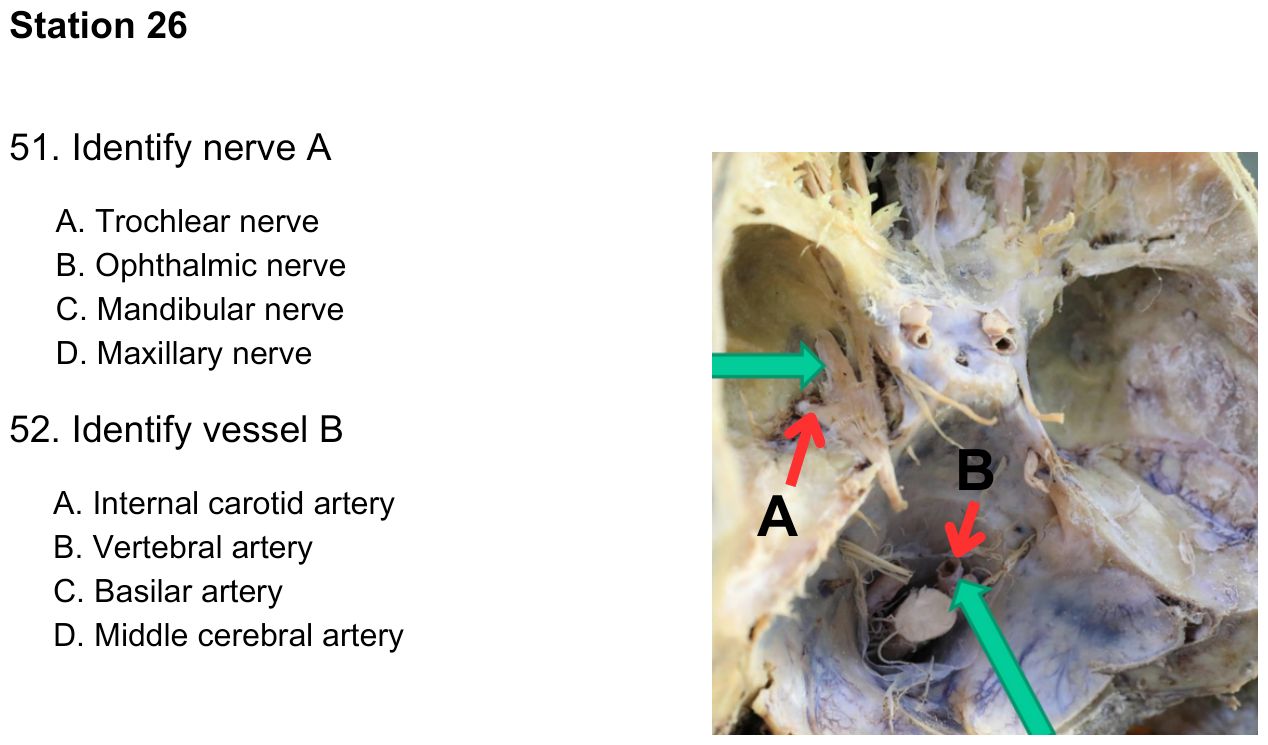 Station 26
51. Identify nerve A
A. Trochlear nerve
B. Ophthalmic nerve
C. Mandibular nerve
D. Maxillary nerve
52. Identify vessel B
A. Internal carotid artery
B. Vertebral artery
C. Basilar artery
D. Middle cerebral artery
B
A